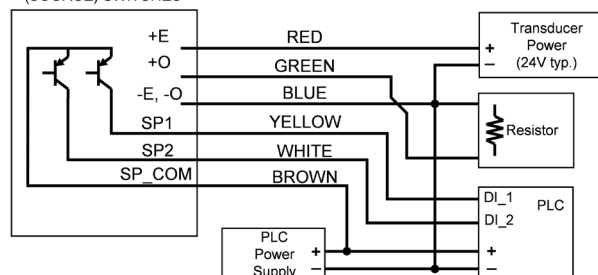 (SOURCE) SWITCHES
+E RED
+O GREEN
-E, -O BLUE
SP1 YELLOW
SP2 WHITE
SP_COM BROWN
Transducer
Power
(24V typ.)
+
−
Resistor
DI_1
DI_2
PLC
+
−
PLC
Power
Supply
+
−